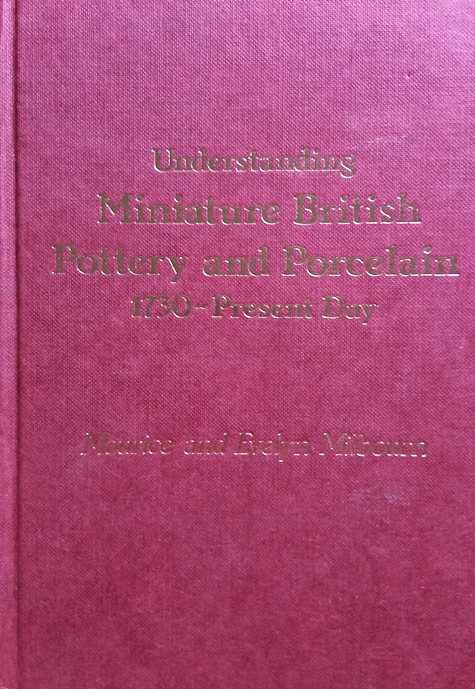 Understanding
Miniature British
Pottery and Porcelain
1730-Present Day
Maurice and Evelyn Milbourn